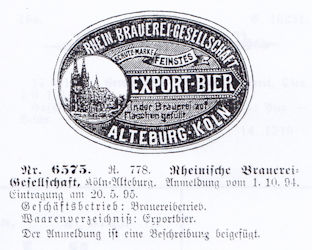 RHEIN. BRAUEREI-GESELLSCHAFT
SCHUTZ-MARKE
FEINSTES
EXPORT-BIER
In der Brauerei auf
Flaschen gefüllt
ALTEBURG-KÖLN
Nr. 6575. R. 778. Rheinische Brauerei-
Gesellschaft, Köln-Alteburg. Anmeldung vom 1. 10. 94.
Eintragung am 20. 5. 95.
Geschäftsbetrieb: Brauereibetrieb.
Waarenverzeichniß: Exportbier.
Der Anmeldung ist eine Beschreibung beigefügt.